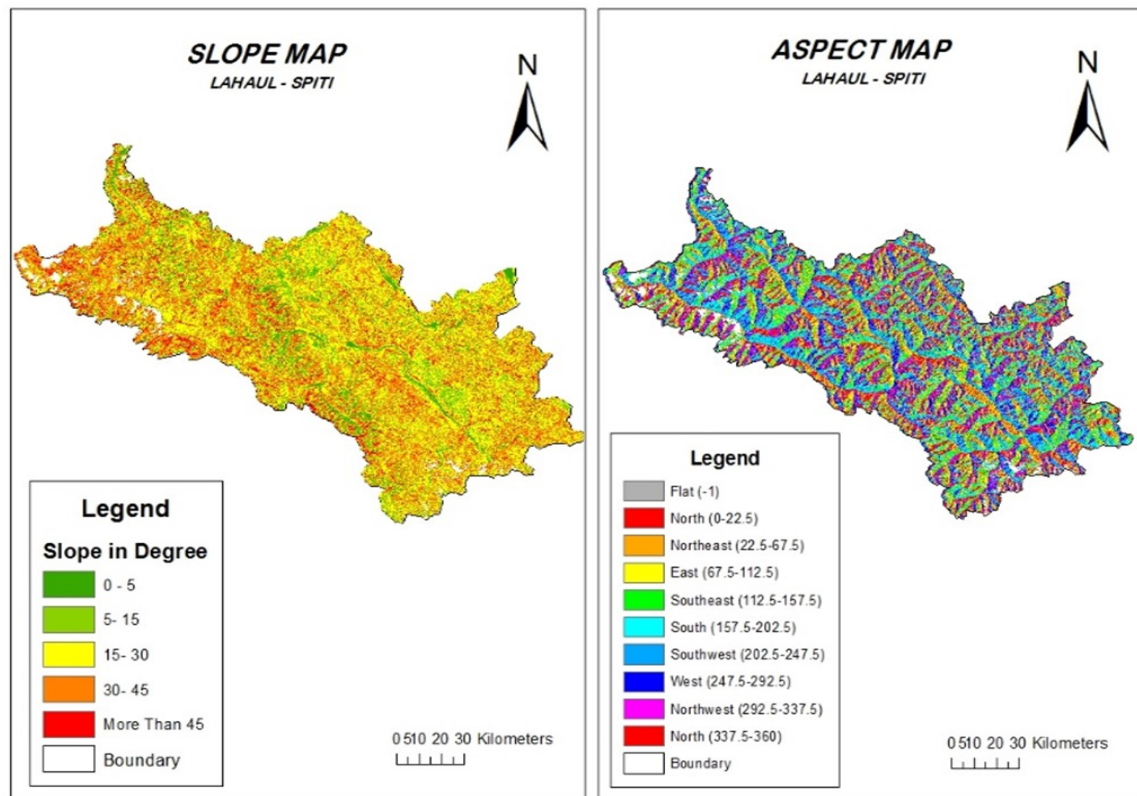 SLOPE MAP
LAHAUL - SPITI
N
Legend
Slope in Degree
0 - 5
5- 15
15- 30
30- 45
More Than 45
Boundary
0 510 20 30 Kilometers
ASPECT MAP
LAHAUL - SPITI
N
Legend
Flat (-1)
North (0-22.5)
Northeast (22.5-67.5)
East (67.5-112.5)
Southeast (112.5-157.5)
South (157.5-202.5)
Southwest (202.5-247.5)
West (247.5-292.5)
Northwest (292.5-337.5)
North (337.5-360)
Boundary
0 510 20 30 Kilometers